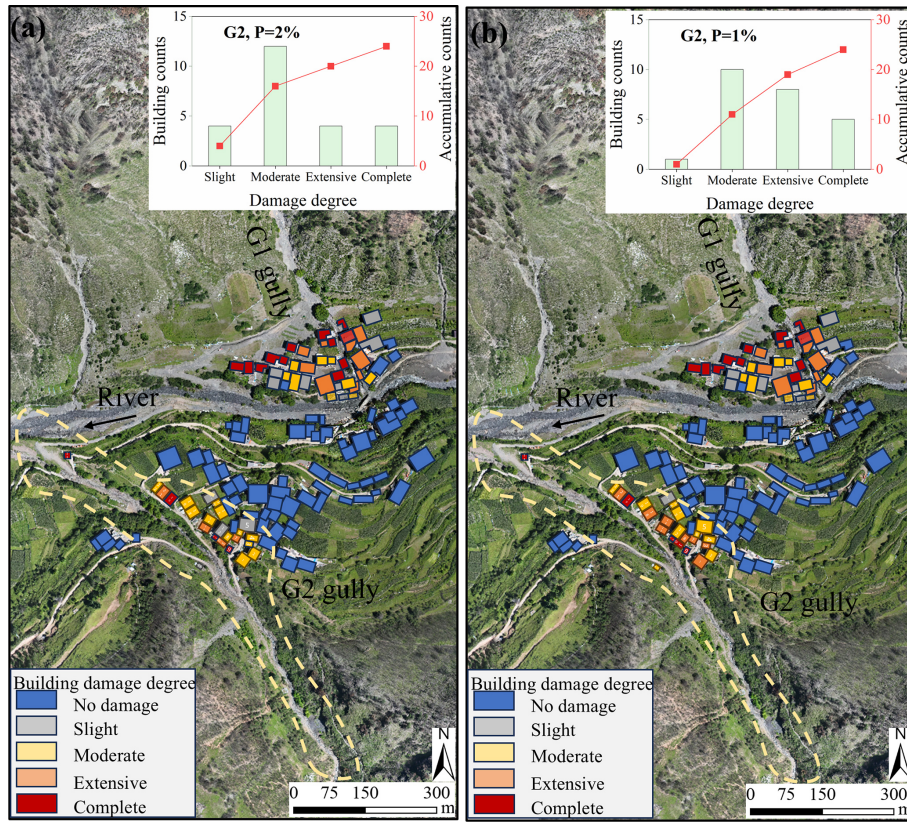 (a)
G2, P=2%
Building counts
15
10
5
0
Accumulative counts
30
20
10
0
Slight
Moderate
Extensive
Complete
Damage degree
G1 gully
River
G2 gully
Building damage degree
No damage
Slight
Moderate
Extensive
Complete
N
0
150
300
m
(b)
G2, P=1%
Building counts
15
10
5
0
Accumulative counts
30
20
10
0
Slight
Moderate
Extensive
Complete
Damage degree
G1 gully
River
G2 gully
Building damage degree
No damage
Slight
Moderate
Extensive
Complete
N
0
150
300
m